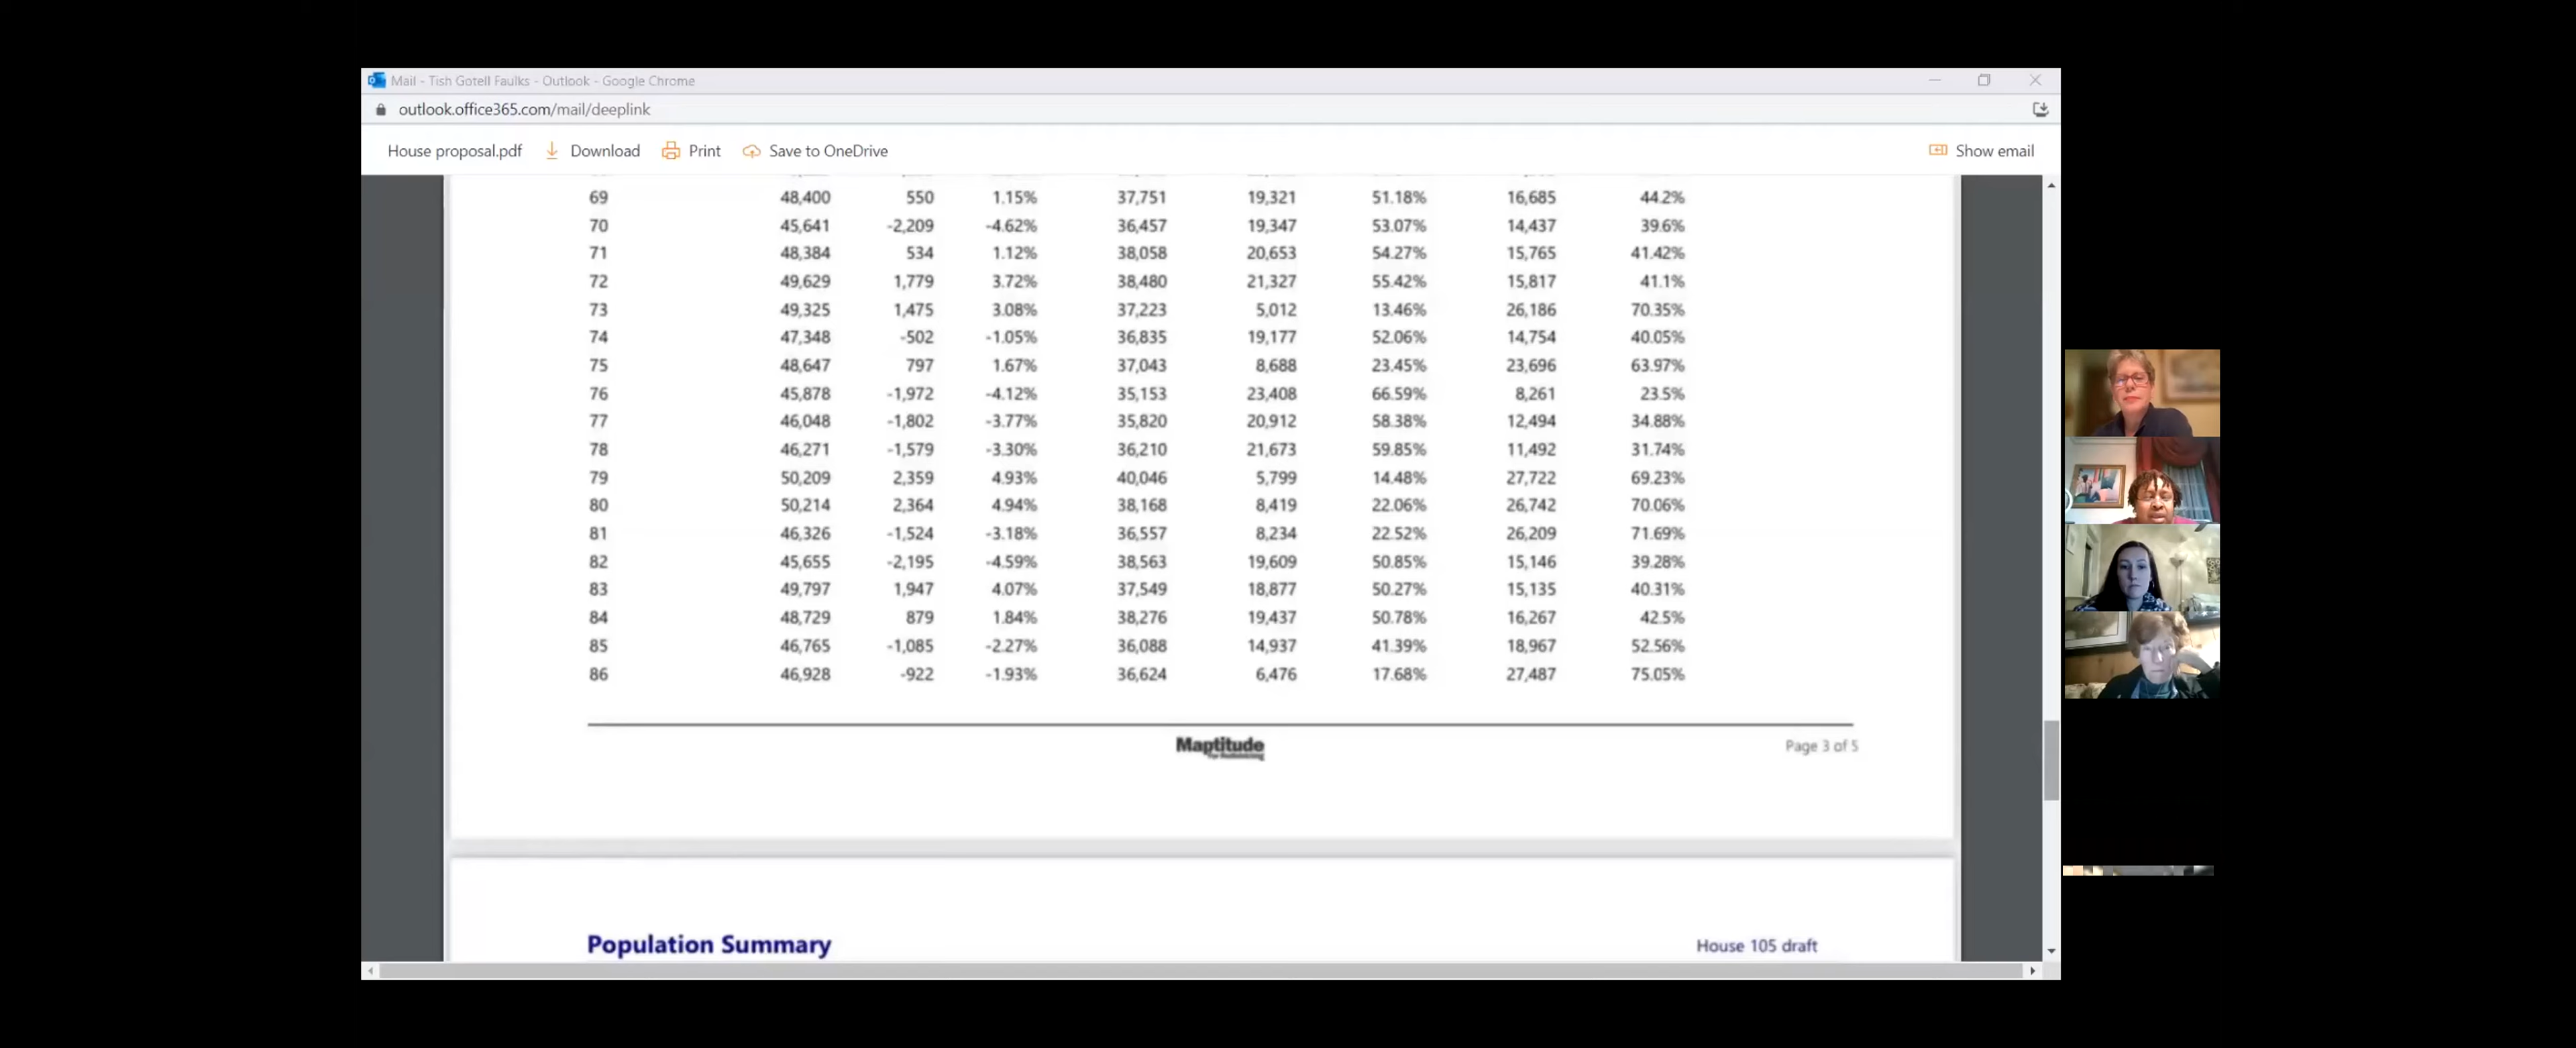 Mail - Tish Gotell Faulks - Outlook - Google Chrome
outlook.office365.com/mail/deeplink
House proposal.pdf Download Print Save to OneDrive Show email
69 48,400 550 1.15% 37,751 19,321 51.18% 16,685 44.2%
70 45,641 -2,209 -4.62% 36,457 19,347 53.07% 14,437 39.6%
71 48,384 534 1.12% 38,058 20,653 54.27% 15,765 41.42%
72 49,629 1,779 3.72% 38,480 21,327 55.42% 15,817 41.1%
73 49,325 1,475 3.08% 37,223 5,012 13.46% 26,186 70.35%
74 47,348 -502 -1.05% 36,835 19,177 52.06% 14,754 40.05%
75 48,647 797 1.67% 37,043 8,688 23.45% 23,696 63.97%
76 45,878 -1,972 -4.12% 35,153 23,408 66.59% 8,261 23.5%
77 46,048 -1,802 -3.77% 35,820 20,912 58.38% 12,494 34.88%
78 46,271 -1,579 -3.30% 36,210 21,673 59.85% 11,492 31.74%
79 50,209 2,359 4.93% 40,046 5,799 14.48% 27,722 69.23%
80 50,214 2,364 4.94% 38,168 8,419 22.06% 26,742 70.06%
81 46,326 -1,524 -3.18% 36,557 8,234 22.52% 26,209 71.69%
82 45,655 -2,195 -4.59% 38,563 19,609 50.85% 15,146 39.28%
83 49,797 1,947 4.07% 37,549 18,877 50.27% 15,135 40.31%
84 48,729 879 1.84% 38,276 19,437 50.78% 16,267 42.5%
85 46,765 -1,085 -2.27% 36,088 14,937 41.39% 18,967 52.56%
86 46,928 -922 -1.93% 36,624 6,476 17.68% 27,487 75.05%
Maptitude Page 3 of 5
Population Summary House 105 draft